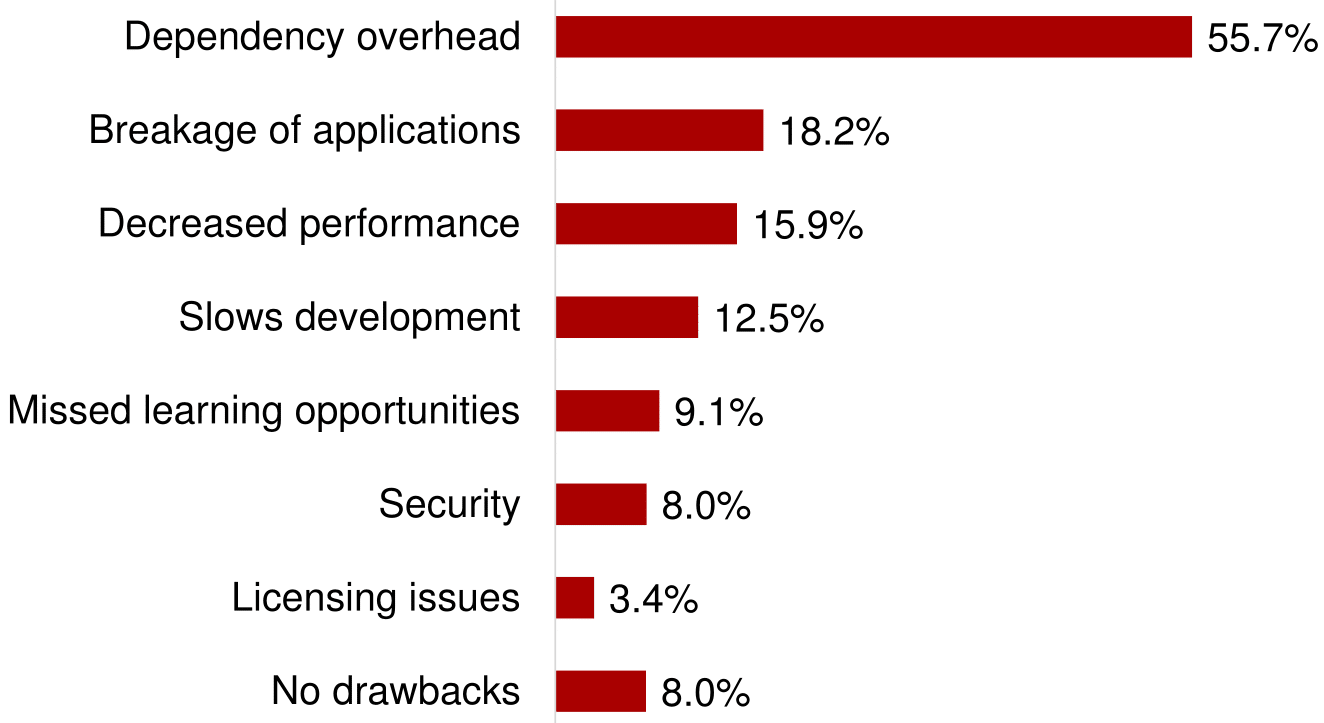 Dependency overhead 55.7%
Breakage of applications 18.2%
Decreased performance 15.9%
Slows development 12.5%
Missed learning opportunities 9.1%
Security 8.0%
Licensing issues 3.4%
No drawbacks 8.0%